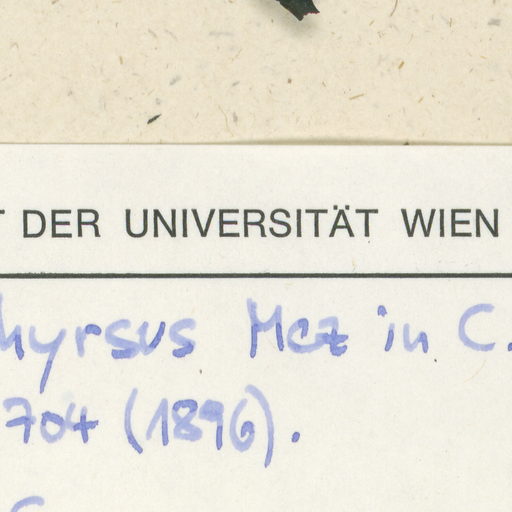 DER UNIVERSITÄT WIEN
hyrsus Mez in C.
704 (1896).